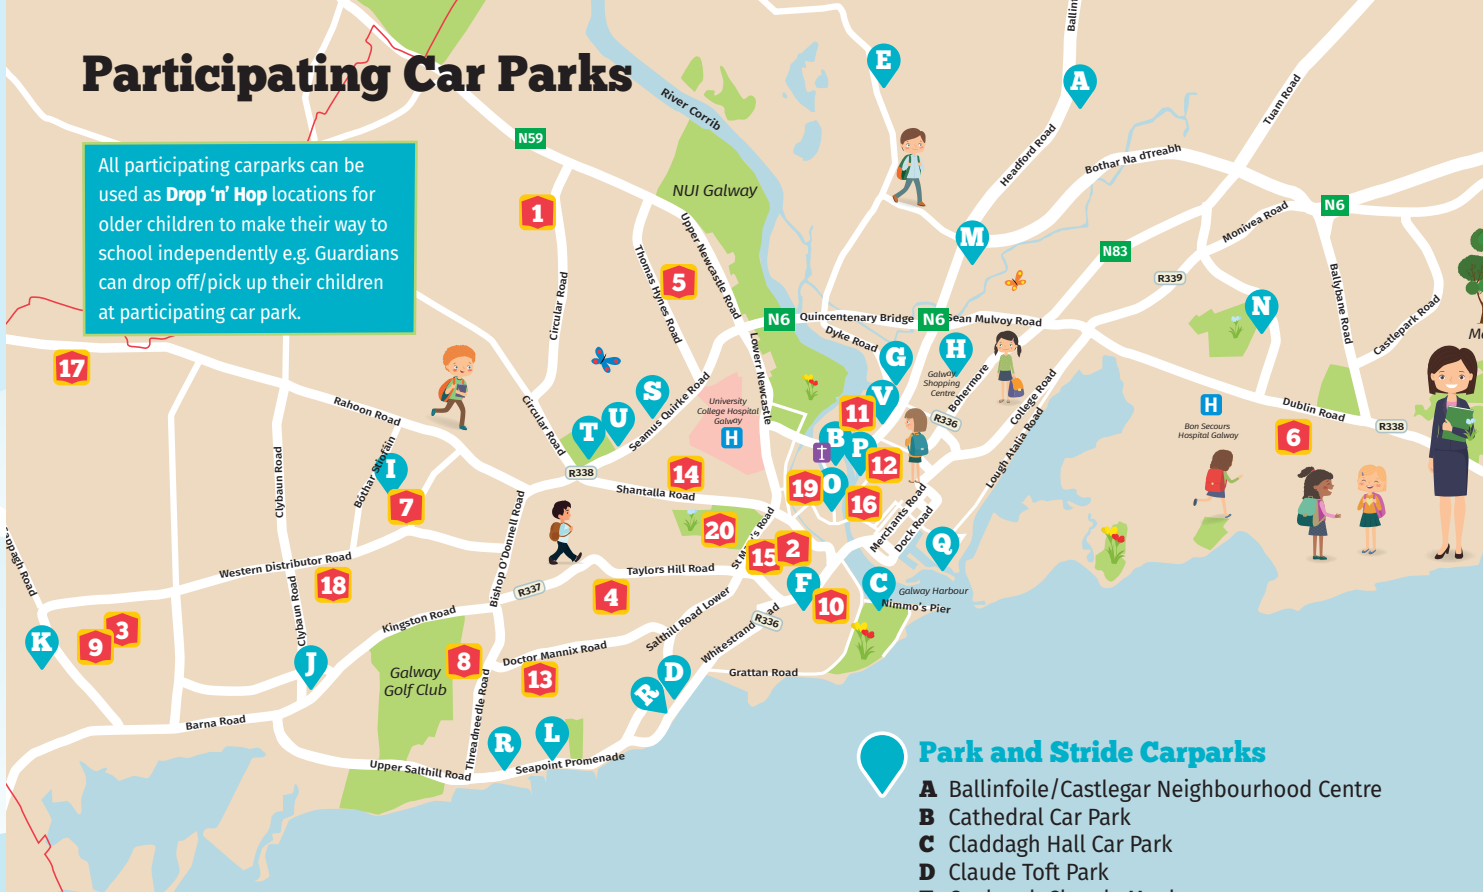 Participating Car Parks
All participating carparks can be
used as Drop ‘n’ Hop locations for
older children to make their way to
school independently e.g. Guardians
can drop off/pick up their children
at participating car park.
N59
River Corrib
E
A
Tuam Road
Headford Road
Bothar Na dTreabh
NUI Galway
1
M
N83
N6
Monivea Road
R339
Upper Newcastle Road
Thomas Hynes Road
5
Circular Road
N6
Quincentenary Bridge
N6
Sean Mulvoy Road
N
Ballybane Road
Castlepark Road
Dyke Road
G
H
Galway
Shopping
Centre
Bohermore
17
Rahoon Road
Circular Road
S
U
T
Seamus Quirke Road
University
College Hospital
Galway
H
Lowerr Newcastle
V
11
R336
College Road
Lough Atalia Road
H
Bon Secours
Hospital Galway
Dublin Road
R338
6
B
P
12
I
7
R338
14
Shantalla Road
19
O
16
Merchants Road
Dock Road
Clybaun Road
Western Distributor Road
18
Bishop O'Donnell Road
20
15
2
Q
Taylors Hill Road
R337
4
F
10
C
Galway Harbour
Nimmo's Pier
Clybaun Road
Kingston Road
K
9
3
J
8
Galway
Golf Club
Doctor Mannix Road
13
Salthill Road Lower
R336
Grattan Road
D
R
Barna Road
Threadneedle Road
R
L
Upper Salthill Road
Seapoint Promenade
Park and Stride Carparks
A Ballinfoile/Castlegar Neighbourhood Centre
B Cathedral Car Park
C Claddagh Hall Car Park
D Claude Toft Park